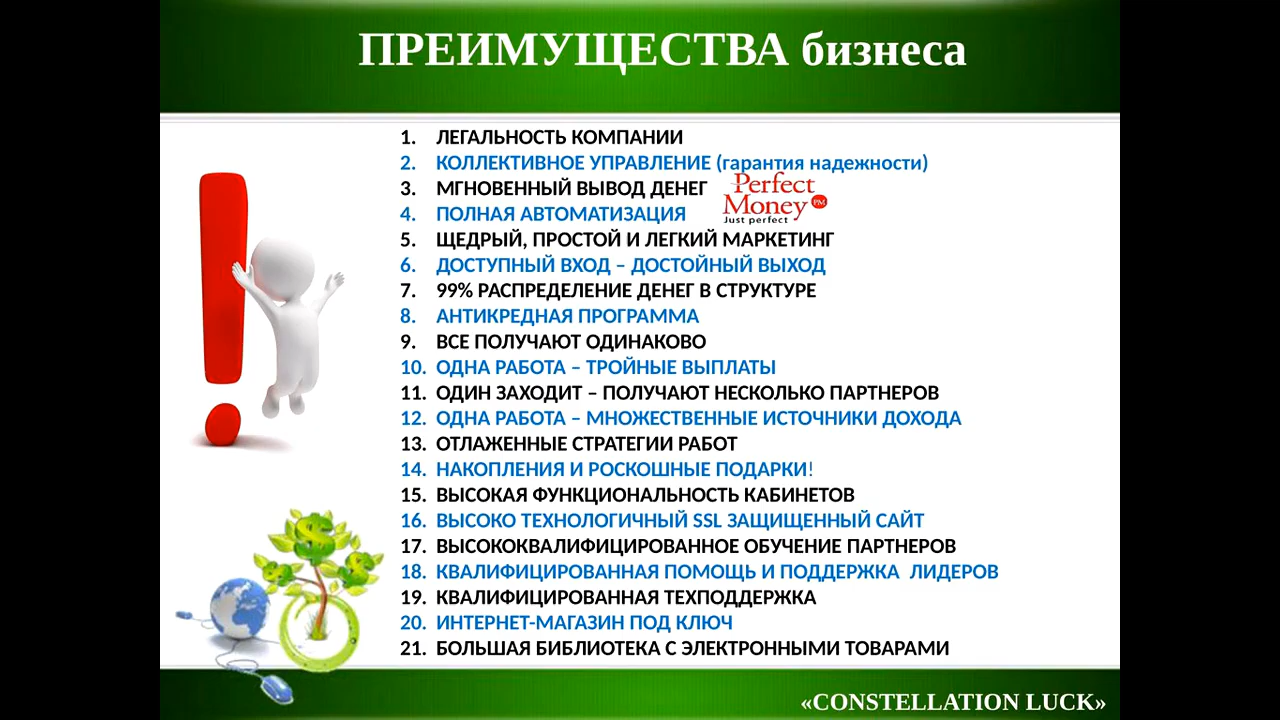 ПРЕИМУЩЕСТВА бизнеса
1. ЛЕГАЛЬНОСТЬ КОМПАНИИ
2. КОЛЛЕКТИВНОЕ УПРАВЛЕНИЕ (гарантия надежности)
3. МГНОВЕННЫЙ ВЫВОД ДЕНЕГ
Perfect
Money PM
Just perfect
4. ПОЛНАЯ АВТОМАТИЗАЦИЯ
5. ЩЕДРЫЙ, ПРОСТОЙ И ЛЕГКИЙ МАРКЕТИНГ
6. ДОСТУПНЫЙ ВХОД – ДОСТОЙНЫЙ ВЫХОД
7. 99% РАСПРЕДЕЛЕНИЕ ДЕНЕГ В СТРУКТУРЕ
8. АНТИКРЕДНАЯ ПРОГРАММА
9. ВСЕ ПОЛУЧАЮТ ОДИНАКОВО
10. ОДНА РАБОТА – ТРОЙНЫЕ ВЫПЛАТЫ
11. ОДИН ЗАХОДИТ – ПОЛУЧАЮТ НЕСКОЛЬКО ПАРТНЕРОВ
12. ОДНА РАБОТА – МНОЖЕСТВЕННЫЕ ИСТОЧНИКИ ДОХОДА
13. ОТЛАЖЕННЫЕ СТРАТЕГИИ РАБОТ
14. НАКОПЛЕНИЯ И РОСКОШНЫЕ ПОДАРКИ!
15. ВЫСОКАЯ ФУНКЦИОНАЛЬНОСТЬ КАБИНЕТОВ
16. ВЫСОКО ТЕХНОЛОГИЧНЫЙ SSL ЗАЩИЩЕННЫЙ САЙТ
17. ВЫСОКОКВАЛИФИЦИРОВАННОЕ ОБУЧЕНИЕ ПАРТНЕРОВ
18. КВАЛИФИЦИРОВАННАЯ ПОМОЩЬ И ПОДДЕРЖКА ЛИДЕРОВ
19. КВАЛИФИЦИРОВАННАЯ ТЕХПОДДЕРЖКА
20. ИНТЕРНЕТ-МАГАЗИН ПОД КЛЮЧ
21. БОЛЬШАЯ БИБЛИОТЕКА С ЭЛЕКТРОННЫМИ ТОВАРАМИ
«CONSTELLATION LUCK»